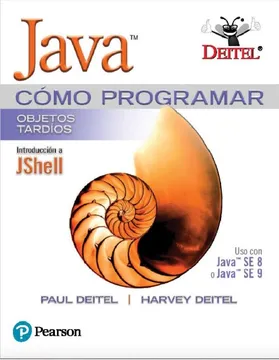 Java™
DEITEL®
CÓMO PROGRAMAR
OBJETOS
TARDÍOS
Introducción a
JShell
Uso con
Java™ SE 8
o Java™ SE 9
PAUL DEITEL | HARVEY DEITEL
Pearson